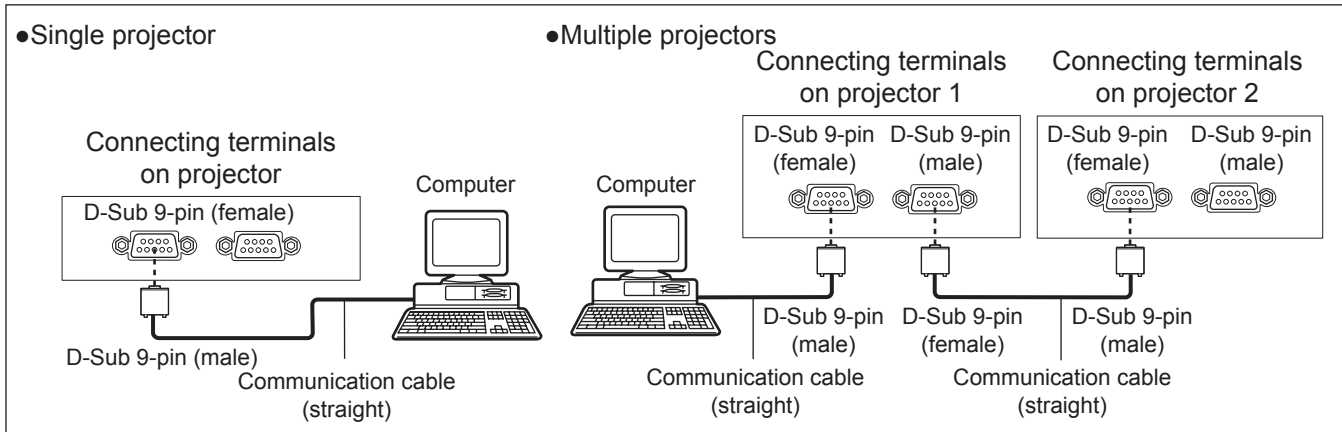 ●Single projector
Connecting terminals
on projector
D-Sub 9-pin (female)
Computer
D-Sub 9-pin (male)
Communication cable
(straight)
●Multiple projectors
Connecting terminals
on projector 1
D-Sub 9-pin
(female)
D-Sub 9-pin
(male)
Connecting terminals
on projector 2
D-Sub 9-pin
(female)
D-Sub 9-pin
(male)
Computer
D-Sub 9-pin
(male)
D-Sub 9-pin
(female)
D-Sub 9-pin
(male)
Communication cable
(straight)
Communication cable
(straight)